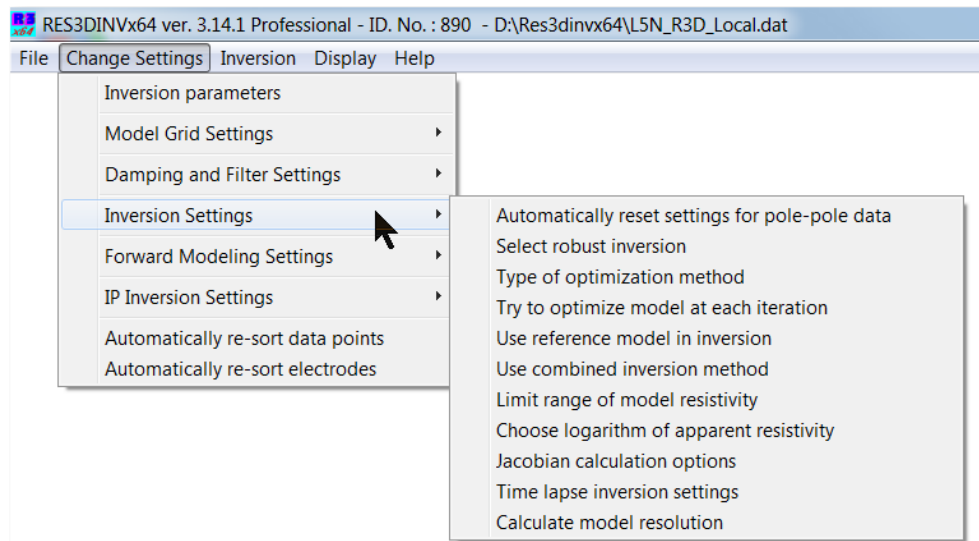 R3 x64 RES3DINVx64 ver. 3.14.1 Professional - ID. No. : 890 - D:\Res3dinvx64\L5N_R3D_Local.dat
File Change Settings Inversion Display Help
Inversion parameters
Model Grid Settings
Damping and Filter Settings
Inversion Settings
Forward Modeling Settings
IP Inversion Settings
Automatically re-sort data points
Automatically re-sort electrodes
Automatically reset settings for pole-pole data
Select robust inversion
Type of optimization method
Try to optimize model at each iteration
Use reference model in inversion
Use combined inversion method
Limit range of model resistivity
Choose logarithm of apparent resistivity
Jacobian calculation options
Time lapse inversion settings
Calculate model resolution